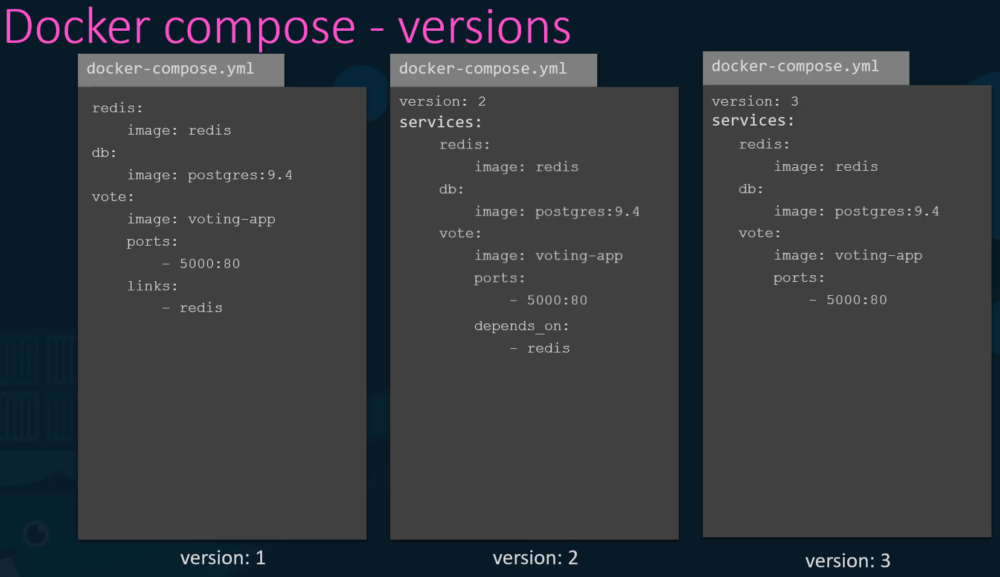 Docker compose - versions
docker-compose.yml
redis:
image: redis
db:
image: postgres:9.4
vote:
image: voting-app
ports:
- 5000:80
links:
- redis
version: 1
docker-compose.yml
version: 2
services:
redis:
image: redis
db:
image: postgres:9.4
vote:
image: voting-app
ports:
- 5000:80
depends_on:
- redis
version: 2
docker-compose.yml
version: 3
services:
redis:
image: redis
db:
image: postgres:9.4
vote:
image: voting-app
ports:
- 5000:80
version: 3